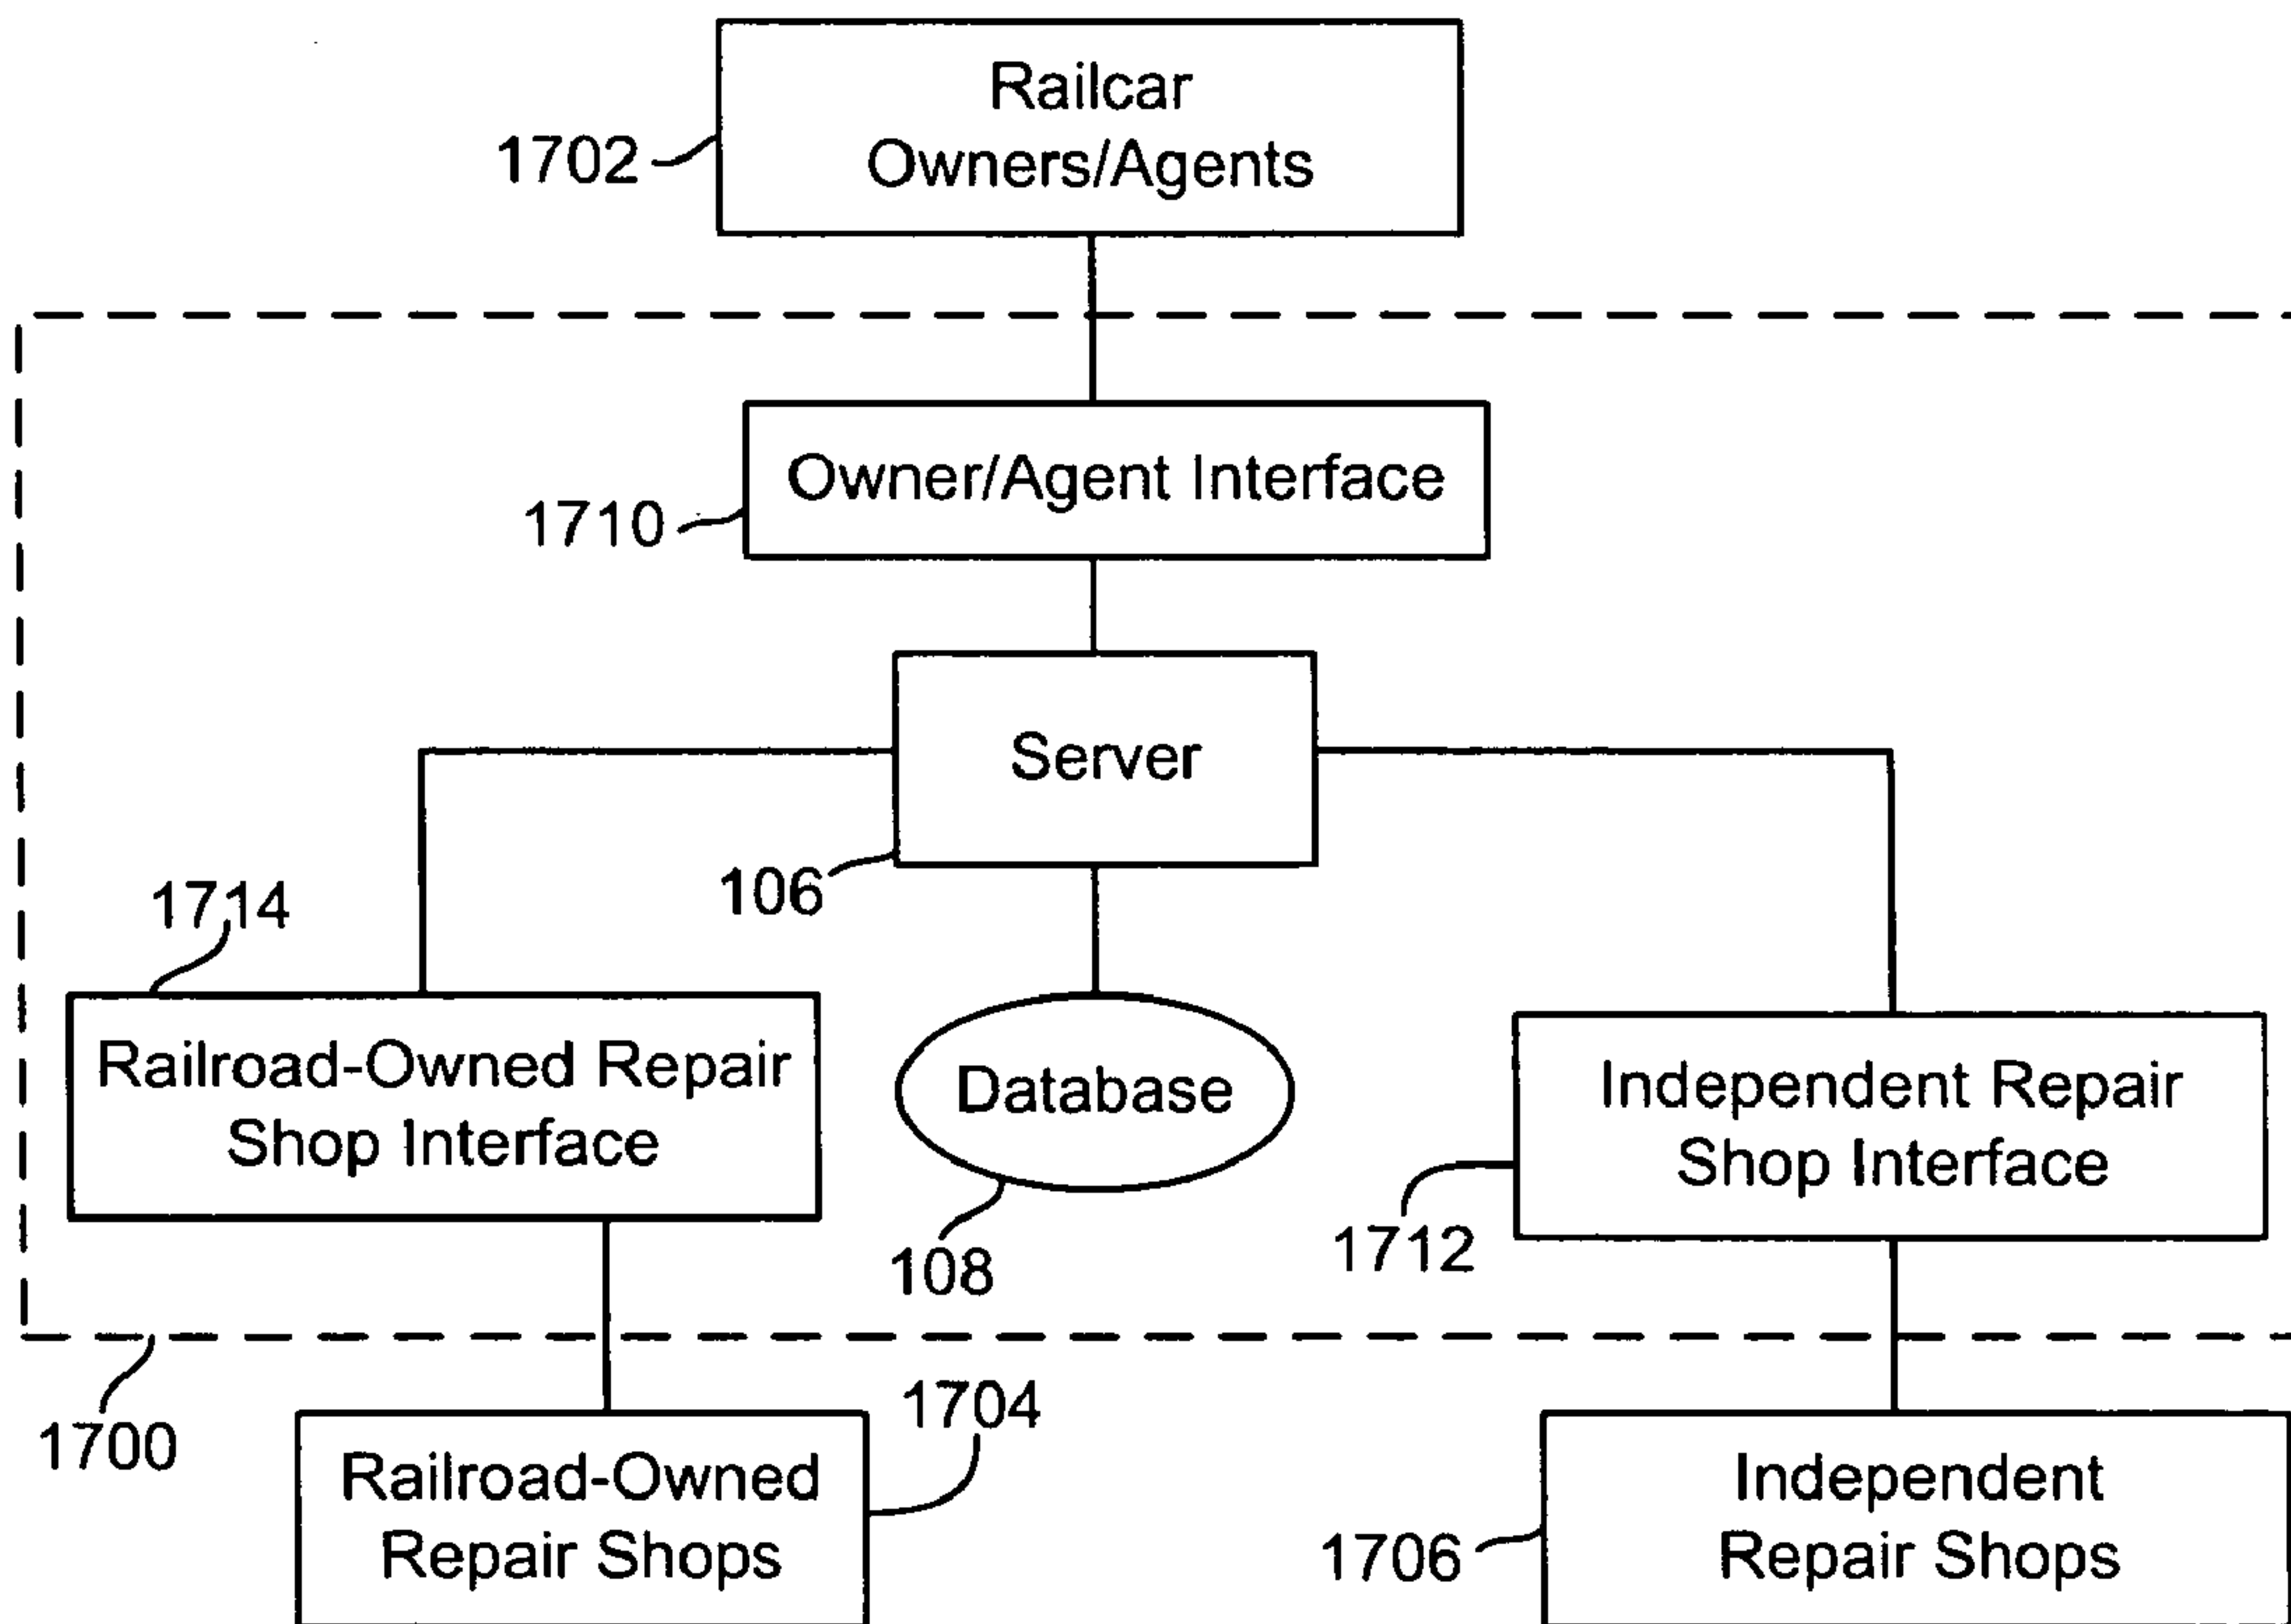 Railcar
Owners/Agents
1702
Owner/Agent Interface
1710
Server
106
1714
Railroad-Owned Repair
Shop Interface
Database
108
Independent Repair
Shop Interface
1712
1700
1704
Railroad-Owned
Repair Shops
Independent
Repair Shops
1706